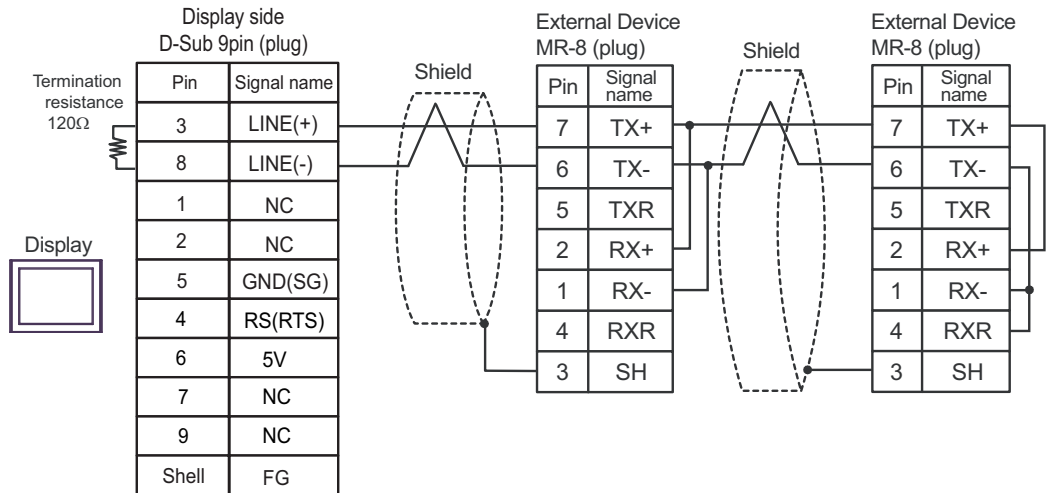 Display side
D-Sub 9pin (plug)
Termination
resistance
120Ω
Display
Pin Signal name
3 LINE(+)
8 LINE(-)
1 NC
2 NC
5 GND(SG)
4 RS(RTS)
6 5V
7 NC
9 NC
Shell FG
Shield
External Device
MR-8 (plug)
Pin Signal
name
7 TX+
6 TX-
5 TXR
2 RX+
1 RX-
4 RXR
3 SH
Shield
External Device
MR-8 (plug)
Pin Signal
name
7 TX+
6 TX-
5 TXR
2 RX+
1 RX-
4 RXR
3 SH